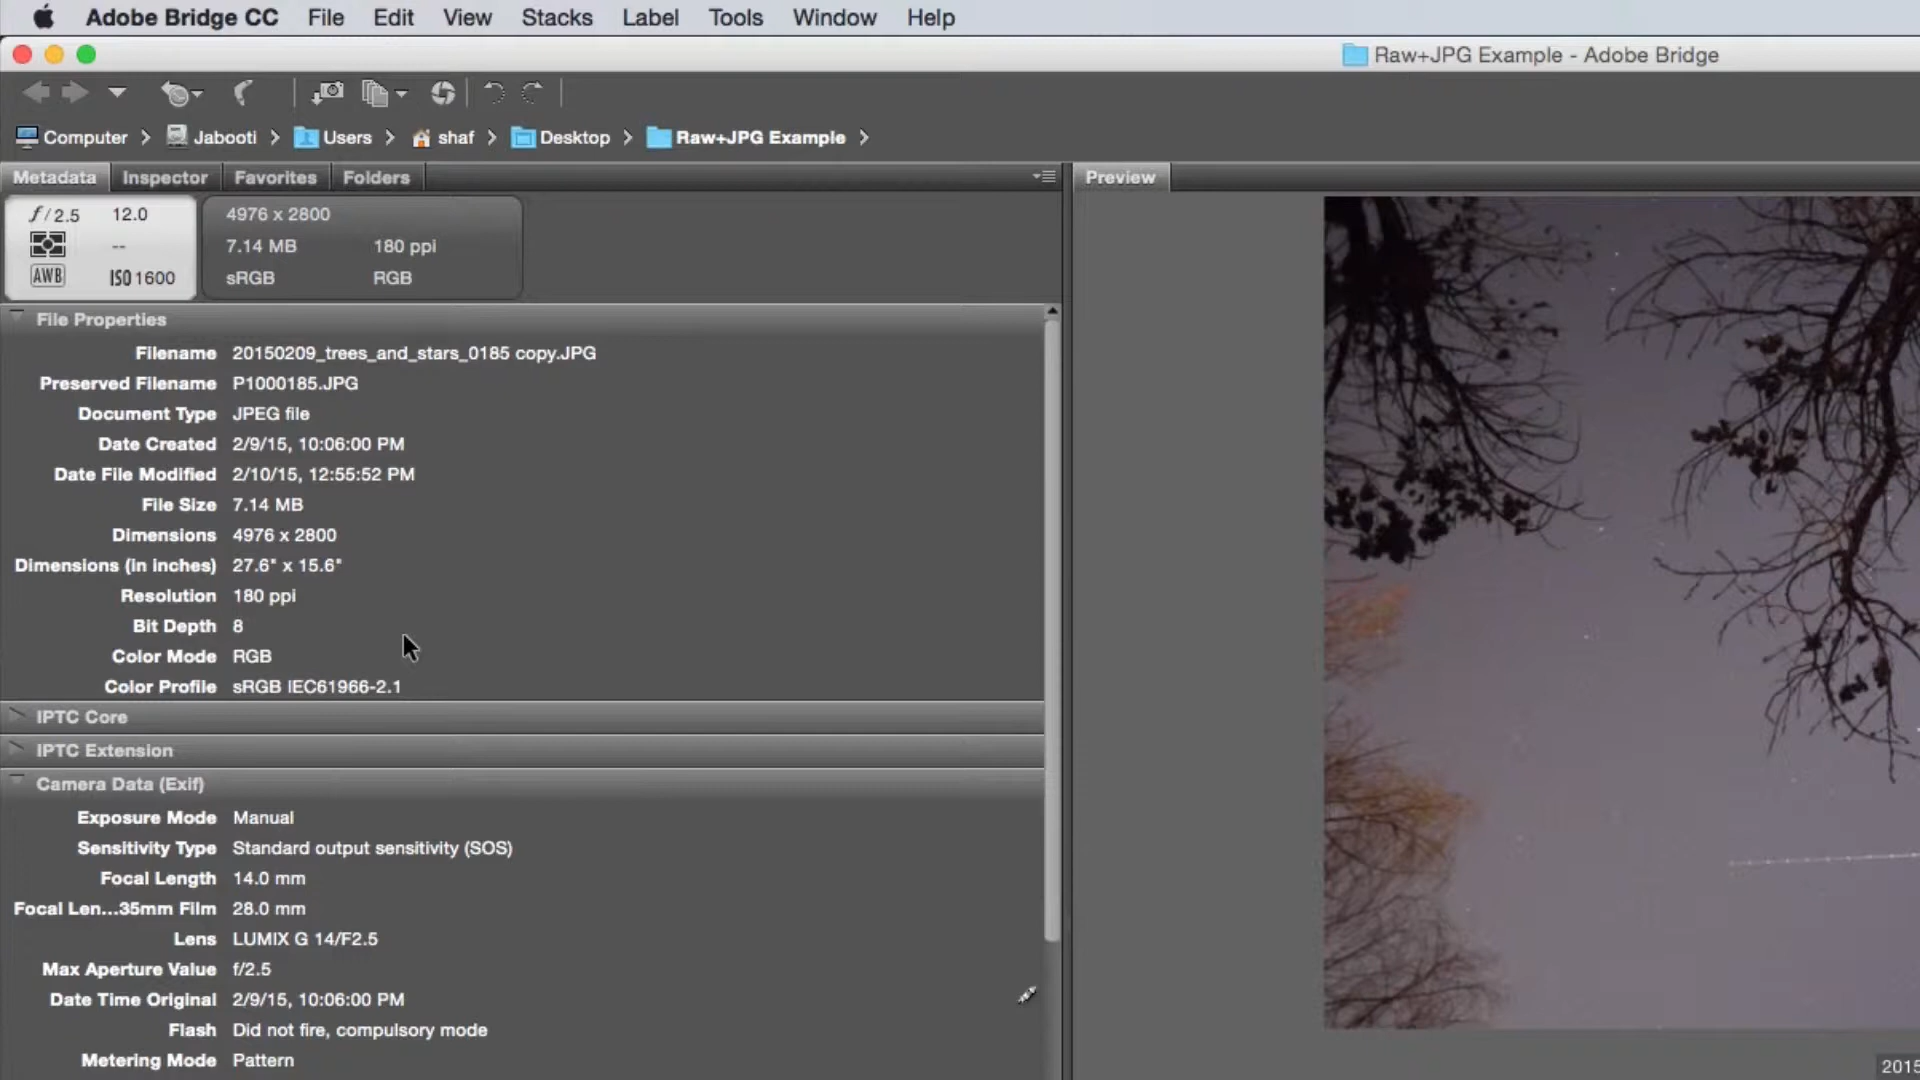 Adobe Bridge CC File Edit View Stacks Label Tools Window Help
Raw+JPG Example - Adobe Bridge
Computer Jabooti Users shaf Desktop Raw+JPG Example
Metadata Inspector Favorites Folders
Preview
f/2.5 12.0
--
AWB ISO 1600
4976 x 2800
7.14 MB 180 ppi
sRGB RGB
File Properties
Filename 20150209_trees_and_stars_0185 copy.JPG
Preserved Filename P1000185.JPG
Document Type JPEG file
Date Created 2/9/15, 10:06:00 PM
Date File Modified 2/10/15, 12:55:52 PM
File Size 7.14 MB
Dimensions 4976 x 2800
Dimensions (in inches) 27.6" x 15.6"
Resolution 180 ppi
Bit Depth 8
Color Mode RGB
Color Profile sRGB IEC61966-2.1
IPTC Core
IPTC Extension
Camera Data (Exif)
Exposure Mode Manual
Sensitivity Type Standard output sensitivity (SOS)
Focal Length 14.0 mm
Focal Len...35mm Film 28.0 mm
Lens LUMIX G 14/F2.5
Max Aperture Value f/2.5
Date Time Original 2/9/15, 10:06:00 PM
Flash Did not fire, compulsory mode
Metering Mode Pattern
2015